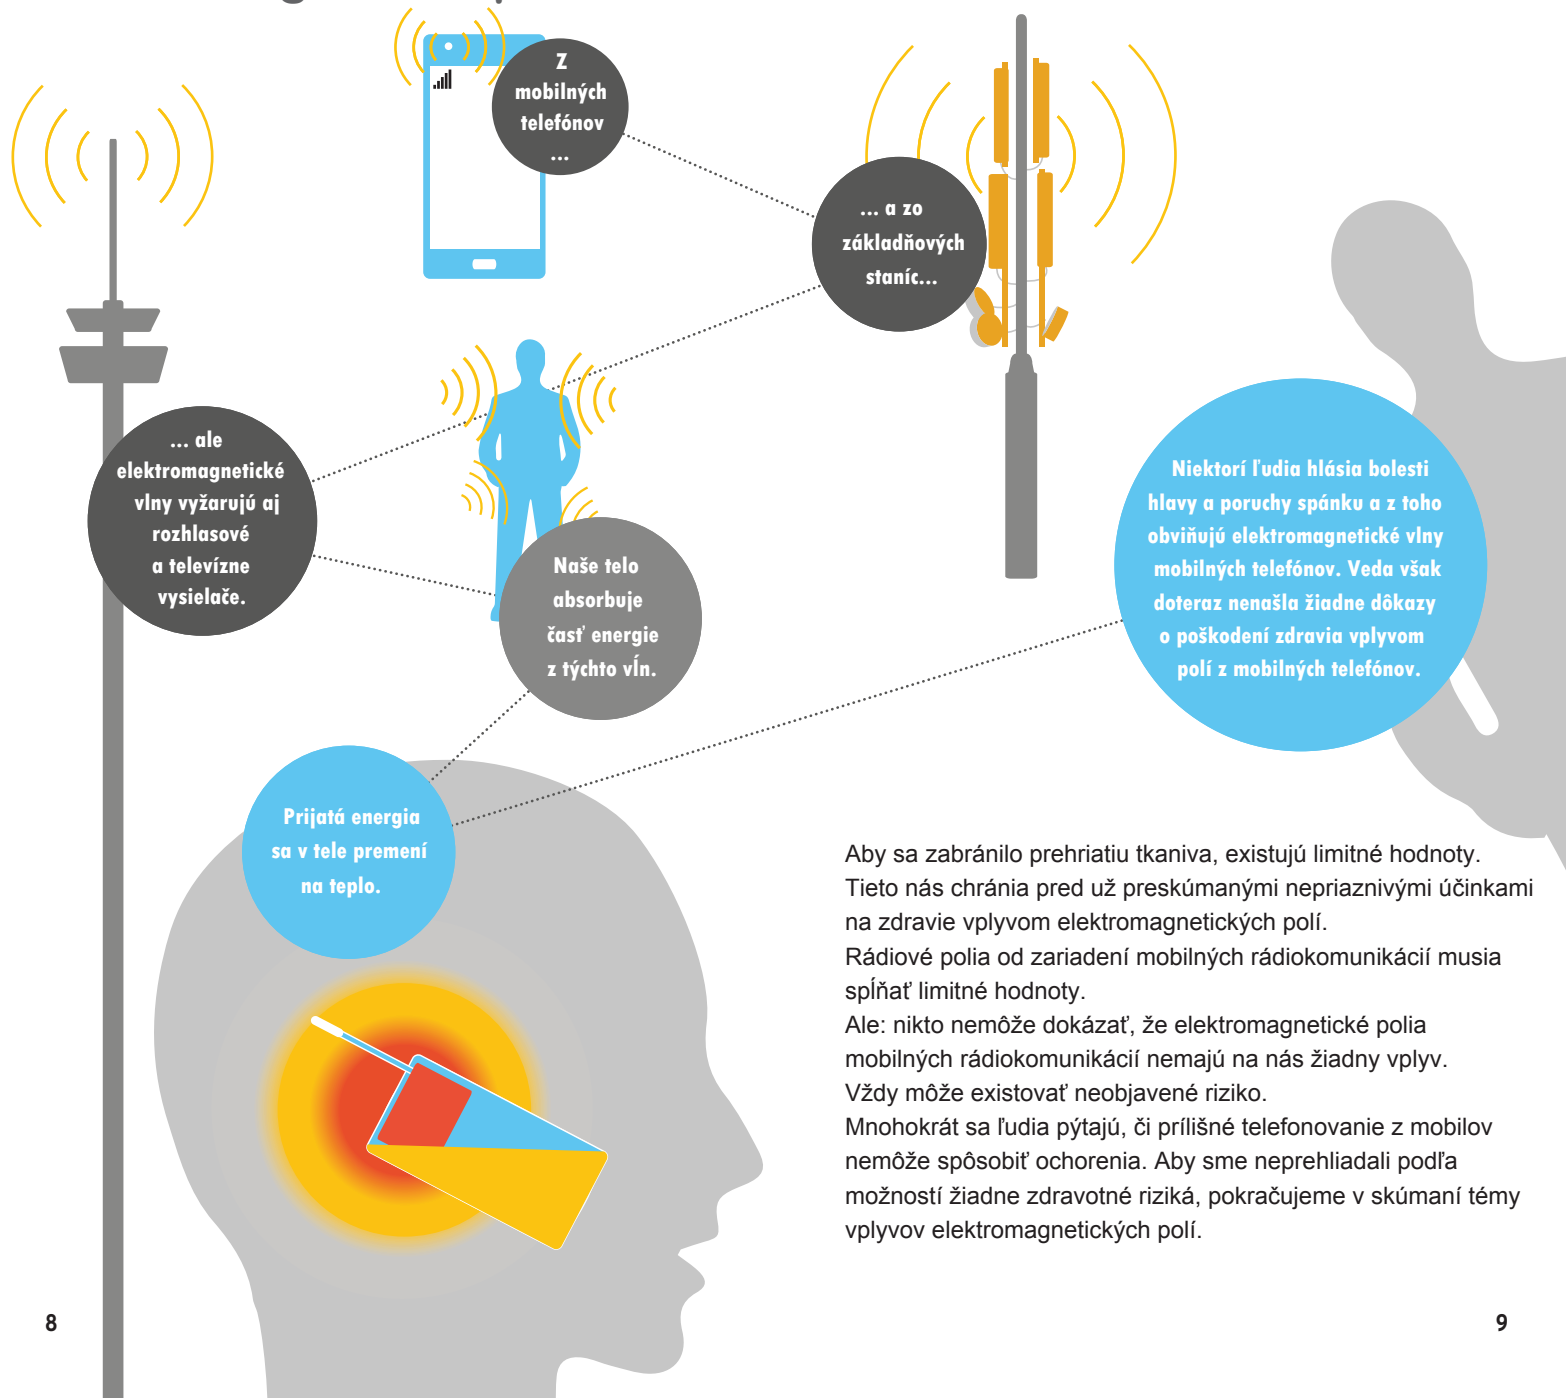 Z
mobilných
telefónov
...
... a zo
základňových
staníc...
... ale
elektromagnetické
vlny vyžarujú aj
rozhlasové
a televízne
vysielače.
Naše telo
absorbuje
časť energie
z týchto vĺn.
Prijatá energia
sa v tele premení
na teplo.
Niektorí ľudia hlásia bolesti
hlavy a poruchy spánku a z toho
obviňujú elektromagnetické vlny
mobilných telefónov. Veda však
doteraz nenašla žiadne dôkazy
o poškodení zdravia vplyvom
polí z mobilných telefónov.
Aby sa zabránilo prehriatiu tkaniva, existujú limitné hodnoty.
Tieto nás chránia pred už preskúmanými nepriaznivými účinkami
na zdravie vplyvom elektromagnetických polí.
Rádiové polia od zariadení mobilných rádiokomunikácií musia
spĺňať limitné hodnoty.
Ale: nikto nemôže dokázať, že elektromagnetické polia
mobilných rádiokomunikácií nemajú na nás žiadny vplyv.
Vždy môže existovať neobjavené riziko.
Mnohokrát sa ľudia pýtajú, či prílišné telefonovanie z mobilov
nemôže spôsobiť ochorenia. Aby sme neprehliadali podľa
možností žiadne zdravotné riziká, pokračujeme v skúmaní témy
vplyvov elektromagnetických polí.
8
9